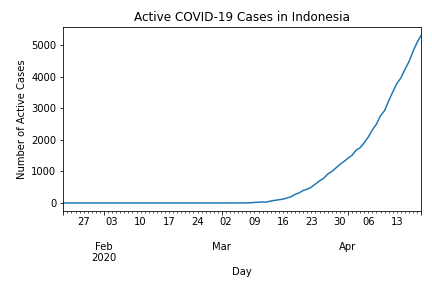 Active COVID-19 Cases in Indonesia
Number of Active Cases
5000
4000
3000
2000
1000
0
27 03 10 17 24 02 09 16 23 30 06 13
Feb Mar Apr
2020
Day